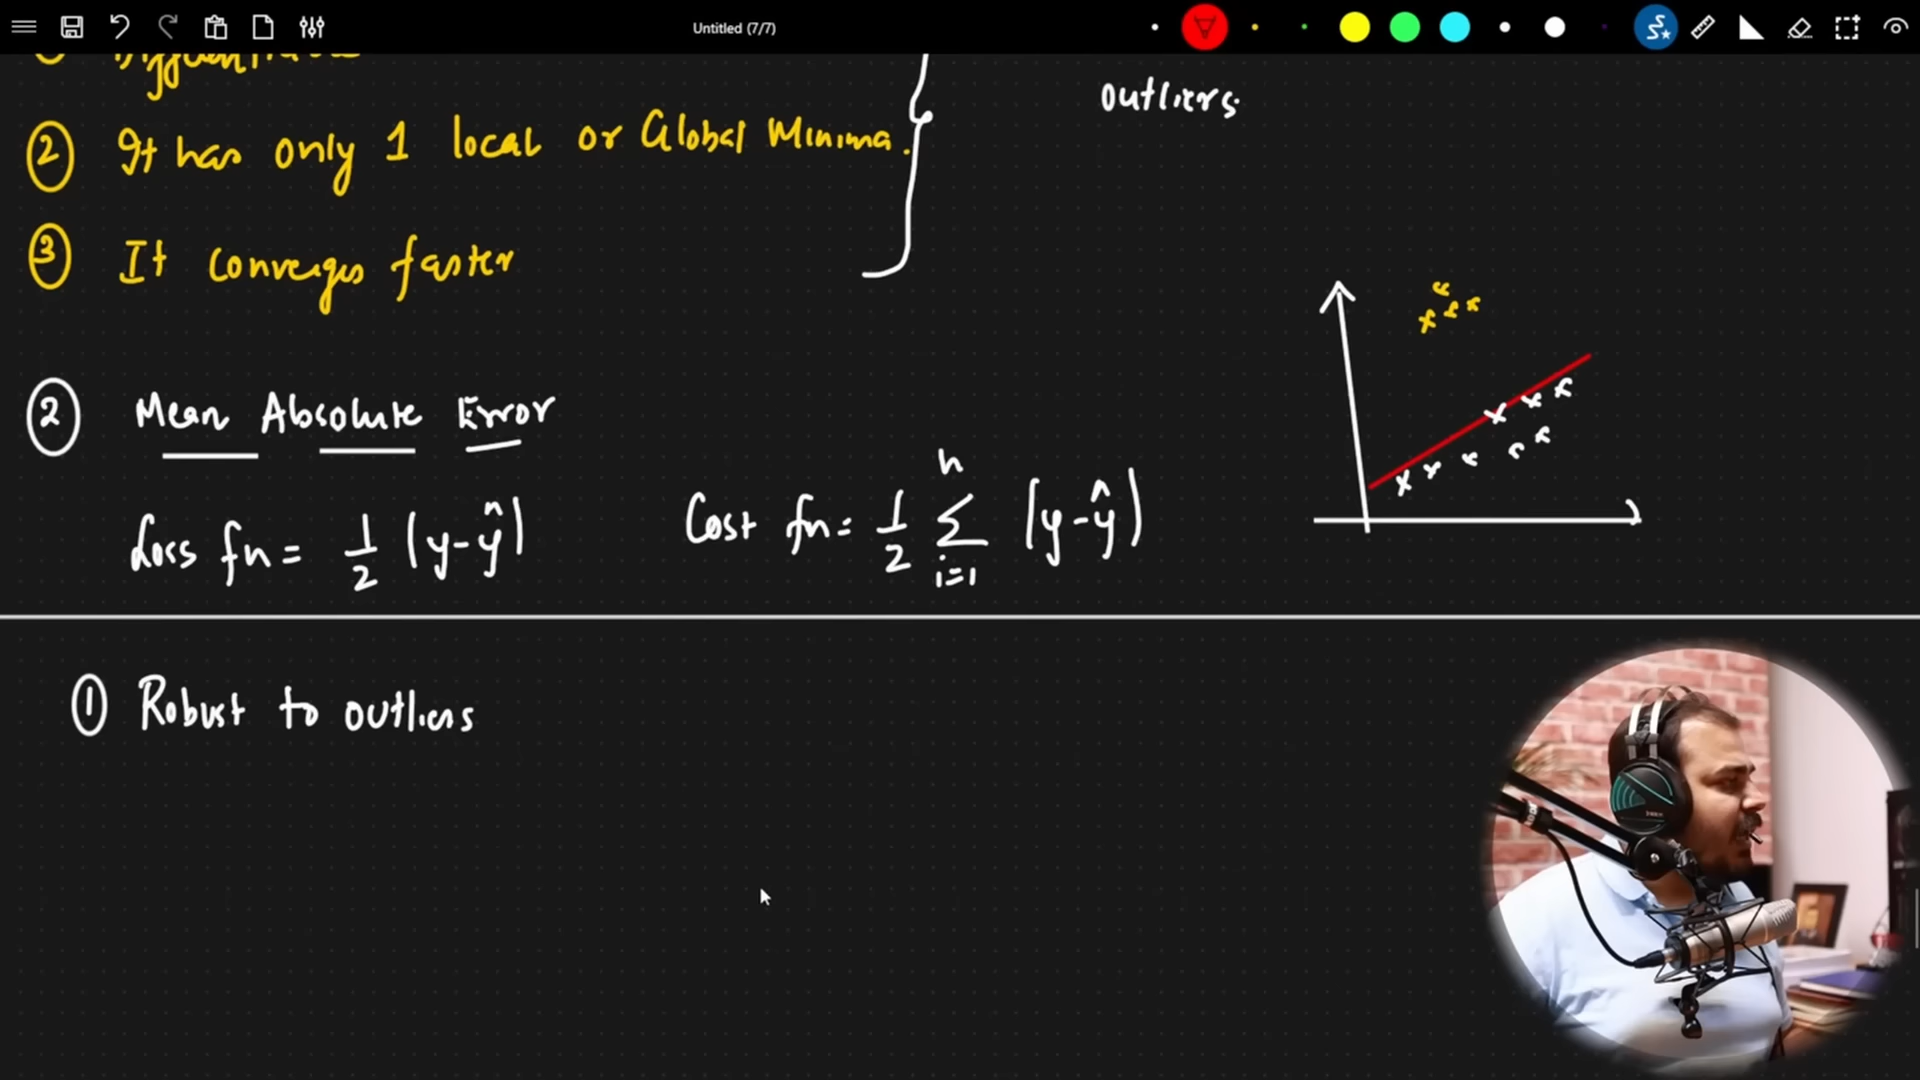 Untitled (7/7)
outliers.
② It has only 1 local or Global Minima.
③ It converges faster
② Mean Absolute Error
Loss fn = 1/2 |y-ŷ|
Cost fn = 1/2 n Σ i=1 |y-ŷ|
① Robust to outliers